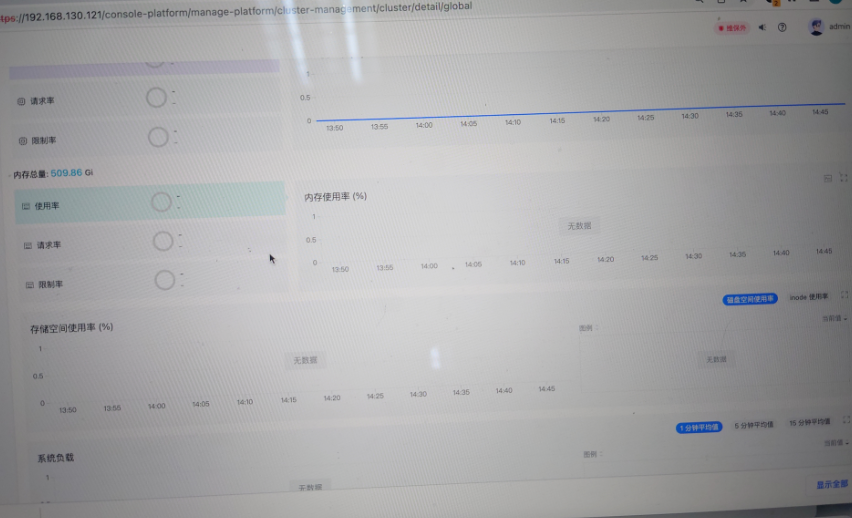 tps://192.168.130.121/console-platform/manage-platform/cluster-management/cluster/detail/global
admin
请求率
限制率
1
0.5
0
13:50 13:55 14:00 14:05 14:10 14:15 14:20 14:25 14:30 14:35 14:40 14:45
内存总量: 509.86 Gi
使用率
请求率
限制率
内存使用率 (%)
1
0.5
0
无数据
13:50 13:55 14:00 14:05 14:10 14:15 14:20 14:25 14:30 14:35 14:40 14:45
磁盘空间使用率 inode 使用率
存储空间使用率 (%)
图例：
当前值
1
0.5
0
无数据
无数据
13:50 13:55 14:00 14:05 14:10 14:15 14:20 14:25 14:30 14:35 14:40 14:45
1 分钟平均值 5 分钟平均值 15 分钟平均值
系统负载
图例：
当前值
1
无数据
显示全部